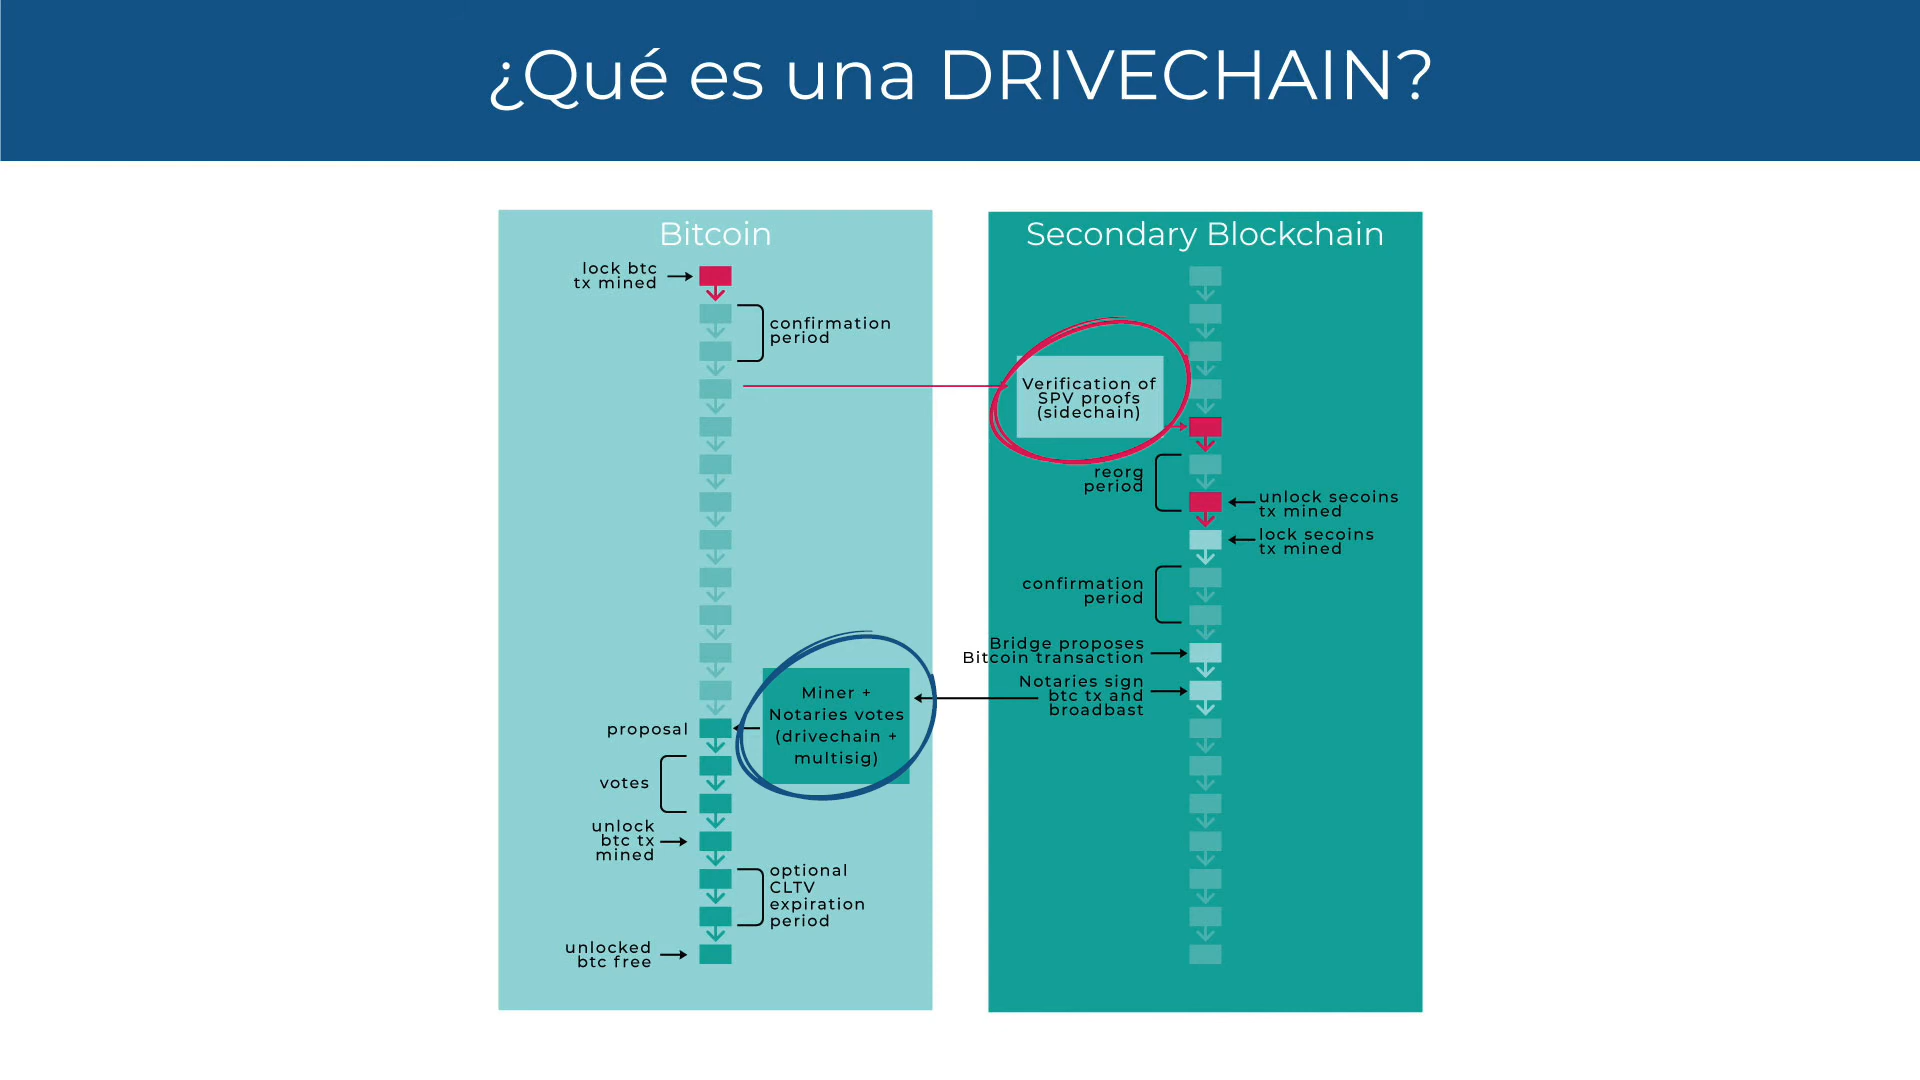 ¿Qué es una DRIVECHAIN?
Bitcoin
lock btc
tx mined
confirmation
period
proposal
votes
unlock
btc tx
mined
optional
CLTV
expiration
period
unlocked
btc free
Miner +
Notaries votes
(drivechain +
multisig)
Secondary Blockchain
Verification of
SPV proofs
(sidechain)
reorg
period
unlock secoins
tx mined
lock secoins
tx mined
confirmation
period
Bridge proposes
Bitcoin transaction
Notaries sign
btc tx and
broadbast